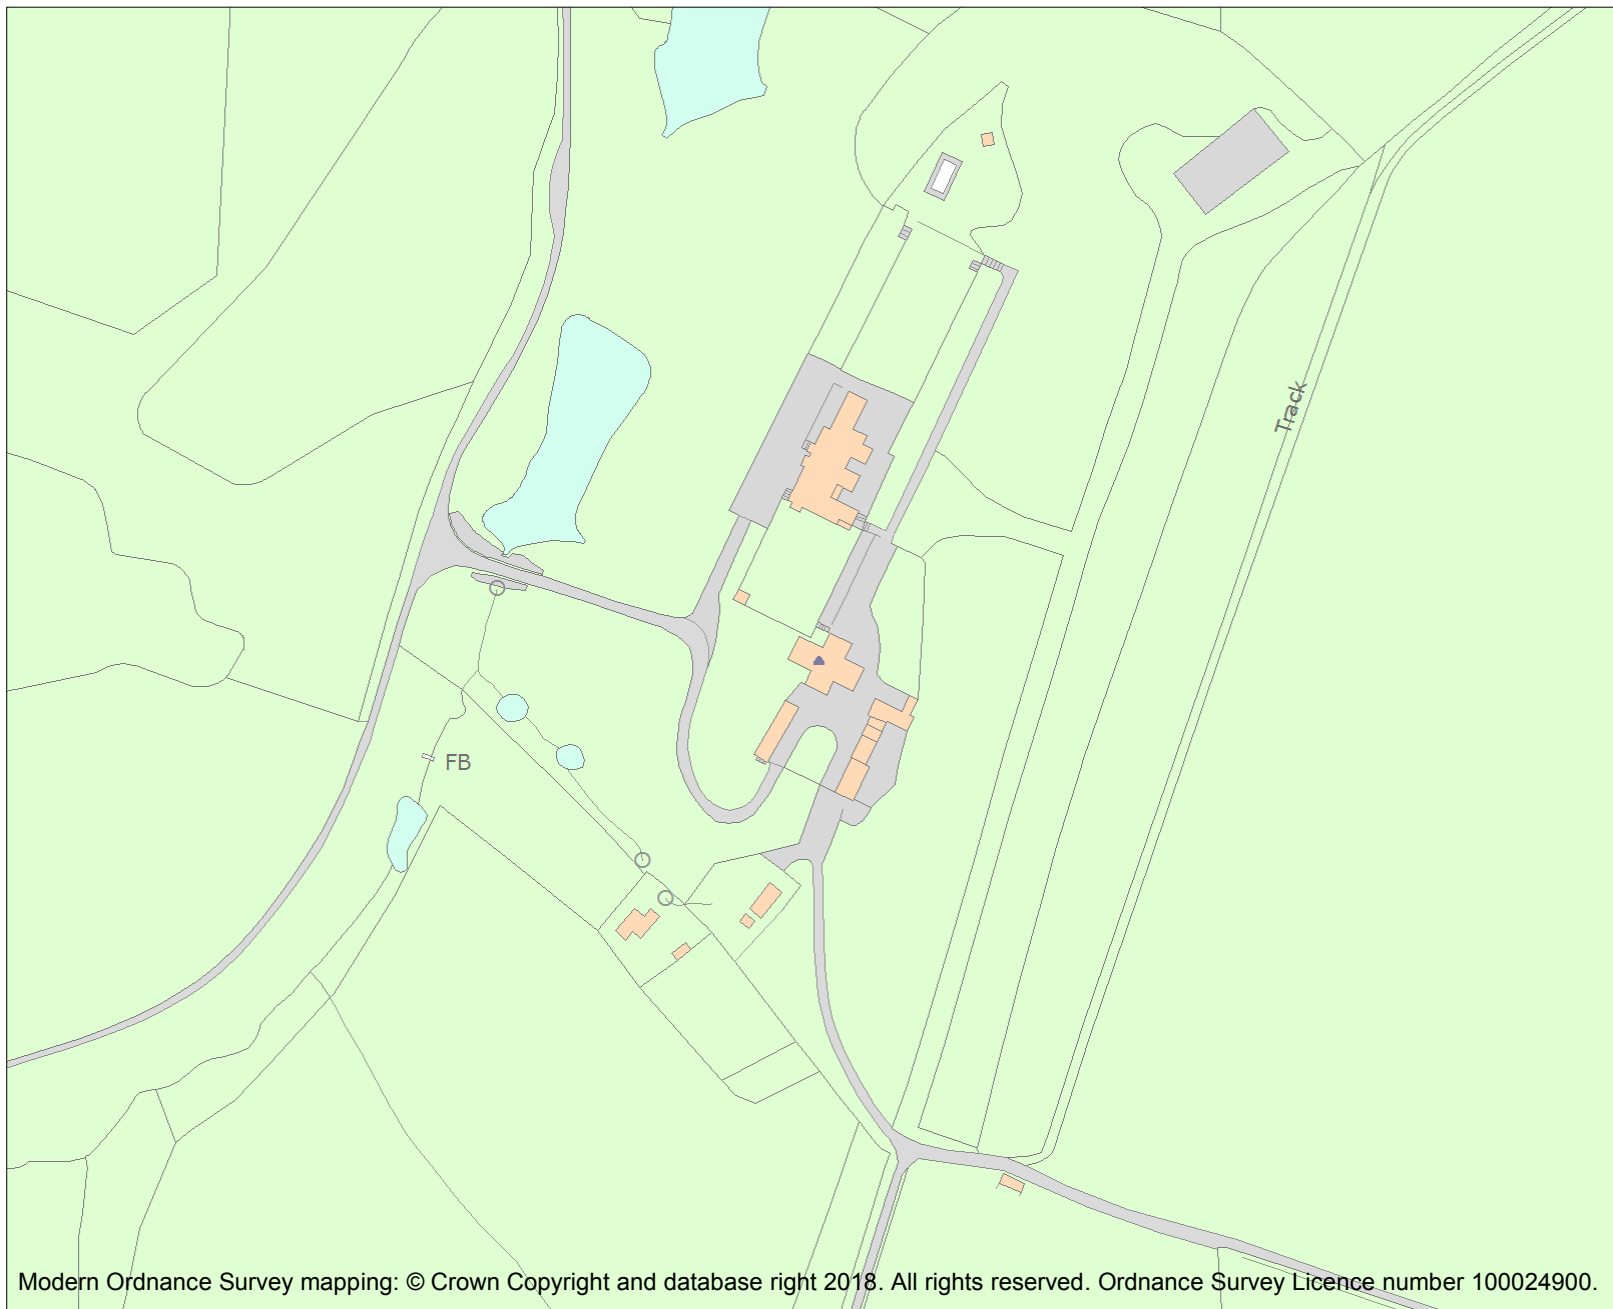 Track
FB
Modern Ordnance Survey mapping: © Crown Copyright and database right 2018. All rights reserved. Ordnance Survey Licence number 100024900.